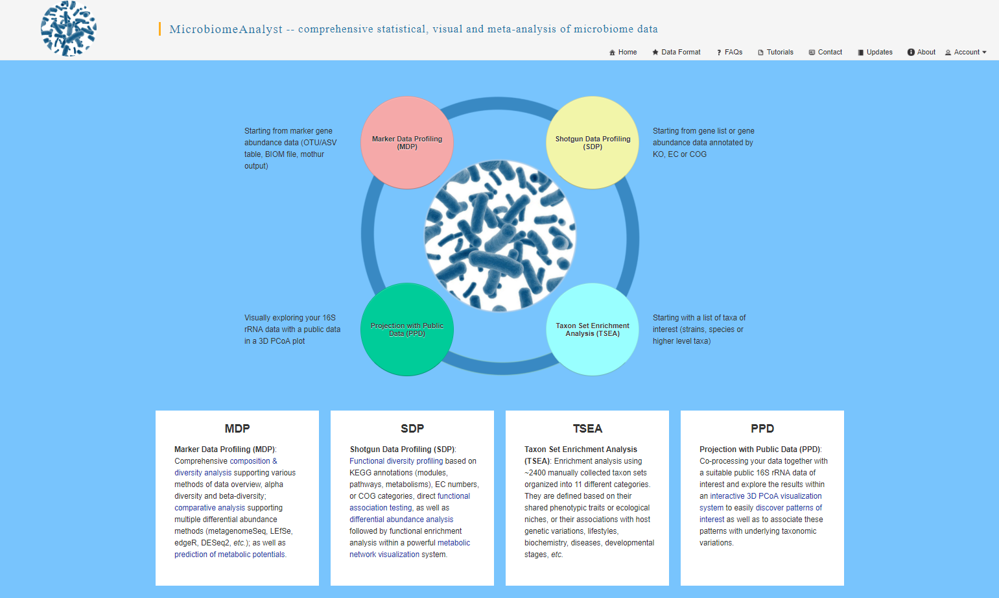 MicrobiomeAnalyst -- comprehensive statistical, visual and meta-analysis of microbiome data
Home Data Format FAQs Tutorials Contact Updates About Account
Starting from marker gene
abundance data (OTU/ASV
table, BIOM file, mothur
output)
Marker Data Profiling
(MDP)
Shotgun Data Profiling
(SDP)
Starting from gene list or gene
abundance data annotated by
KO, EC or COG
Visually exploring your 16S
rRNA data with a public data
in a 3D PCoA plot
Projection with Public
Data (PPD)
Taxon Set Enrichment
Analysis (TSEA)
Starting with a list of taxa of
interest (strains, species or
higher level taxa)
MDP
Marker Data Profiling (MDP):
Comprehensive composition &
diversity analysis supporting various
methods of data overview, alpha
diversity and beta-diversity;
comparative analysis supporting
multiple differential abundance
methods (metagenomeSeq, LEfSe,
edgeR, DESeq2, etc.); as well as
prediction of metabolic potentials.
SDP
Shotgun Data Profiling (SDP):
Functional diversity profiling based on
KEGG annotations (modules,
pathways, metabolisms), EC numbers,
or COG categories, direct functional
association testing, as well as
differential abundance analysis
followed by functional enrichment
analysis within a powerful metabolic
network visualization system.
TSEA
Taxon Set Enrichment Analysis
(TSEA): Enrichment analysis using
~2400 manually collected taxon sets
organized into 11 different categories.
They are defined based on their
shared phenotypic traits or ecological
niches, or their associations with host
genetic variations, lifestyles,
biochemistry, diseases, developmental
stages, etc.
PPD
Projection with Public Data (PPD):
Co-processing your data together with
a suitable public 16S rRNA data of
interest and explore the results within
an interactive 3D PCoA visualization
system to easily discover patterns of
interest as well as to associate these
patterns with underlying taxonomic
variations.